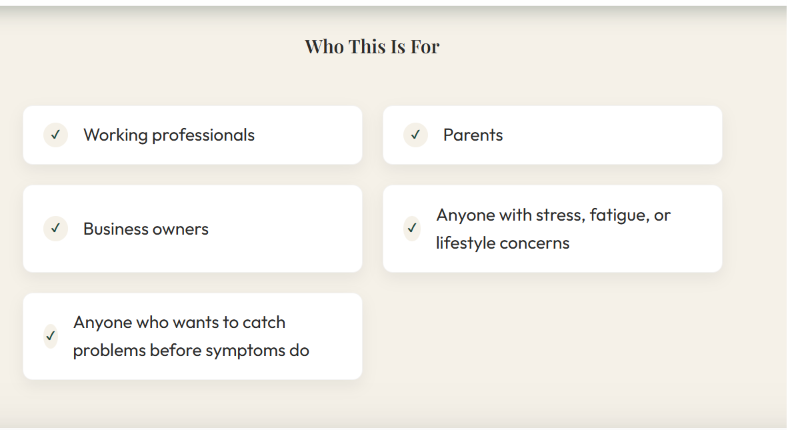 Who This Is For
✓ Working professionals
✓ Parents
✓ Business owners
✓ Anyone with stress, fatigue, or
lifestyle concerns
✓ Anyone who wants to catch
problems before symptoms do